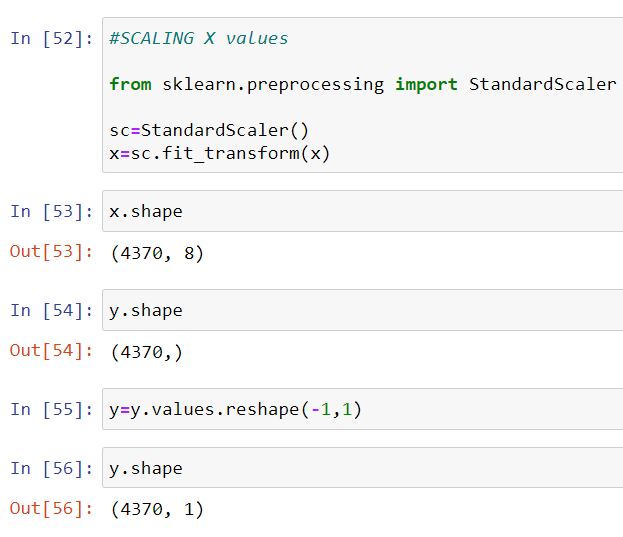 In [52]: #SCALING X values
from sklearn.preprocessing import StandardScaler
sc=StandardScaler()
x=sc.fit_transform(x)
In [53]: x.shape
Out[53]: (4370, 8)
In [54]: y.shape
Out[54]: (4370,)
In [55]: y=y.values.reshape(-1,1)
In [56]: y.shape
Out[56]: (4370, 1)